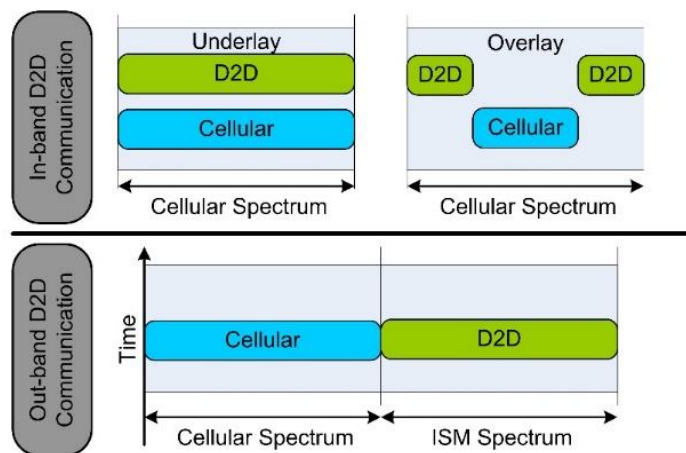 In-band D2D
Communication
Underlay
D2D
Cellular
Cellular Spectrum
Overlay
D2D
D2D
Cellular
Cellular Spectrum
Out-band D2D
Communication
Time
Cellular
D2D
Cellular Spectrum
ISM Spectrum